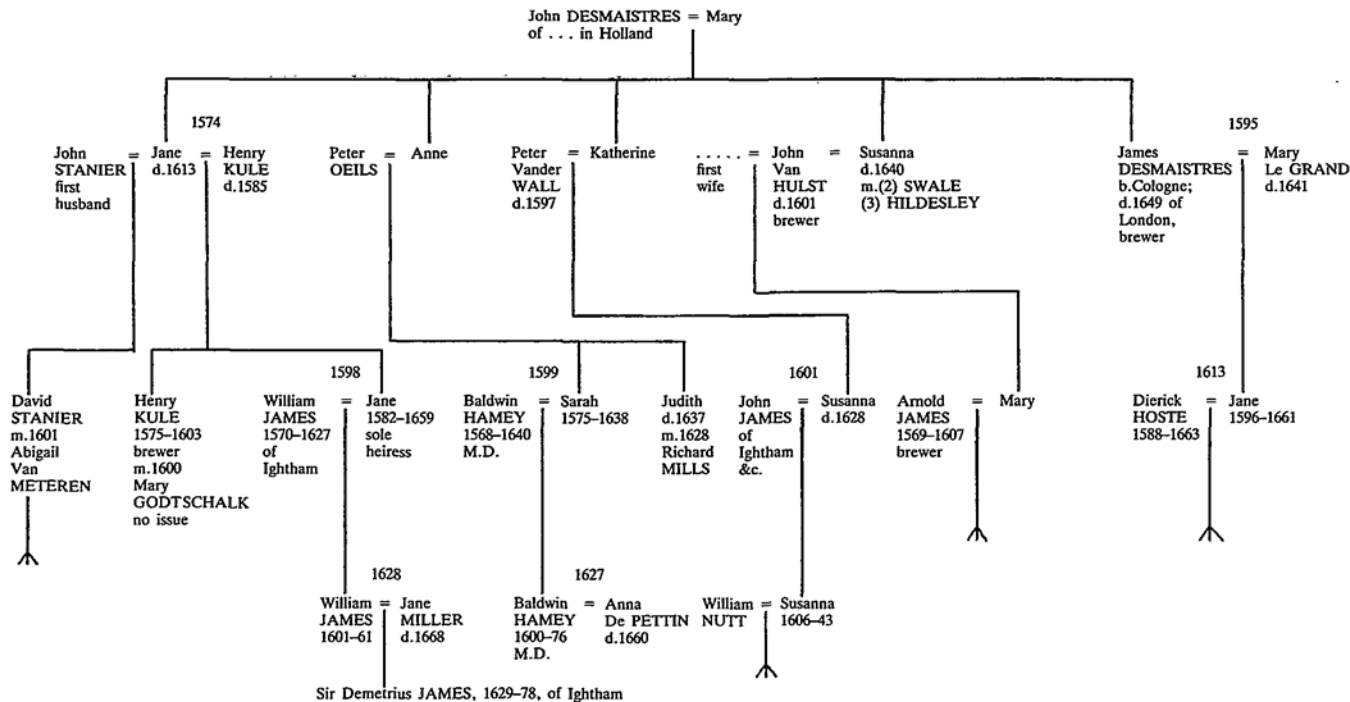 John DESMAISTRES = Mary
of . . . in Holland
1574
1595
John
STANIER
first
husband
=
Jane
d.1613
=
Henry
KULE
d.1585
Peter
OEILS
=
Anne
Peter
Vander
WALL
d.1597
=
Katherine
. . . . .
first
wife
=
John
Van
HULST
d.1601
brewer
=
Susanna
d.1640
m.(2) SWALE
(3) HILDESLEY
James
DESMAISTRES
b.Cologne;
d.1649 of
London,
brewer
=
Mary
Le GRAND
d.1641
1598
1599
1601
1613
David
STANIER
m.1601
Abigail
Van
METEREN
Henry
KULE
1575–1603
brewer
m.1600
Mary
GODTSCHALK
no issue
William
JAMES
1570–1627
of
Ightham
=
Jane
1582–1659
sole
heiress
Baldwin
HAMEY
1568–1640
M.D.
=
Sarah
1575–1638
Judith
d.1637
m.1628
Richard
MILLS
John
JAMES
of
Ightham
&c.
=
Susanna
d.1628
Arnold
JAMES
1569–1607
brewer
=
Mary
Dierick
HOSTE
1588–1663
=
Jane
1596–1661
1628
1627
William
JAMES
1601–61
=
Jane
MILLER
d.1668
Baldwin
HAMEY
1600–76
M.D.
=
Anna
De PETTIN
d.1660
William
NUTT
=
Susanna
1606–43
Sir Demetrius JAMES, 1629–78, of Ightham